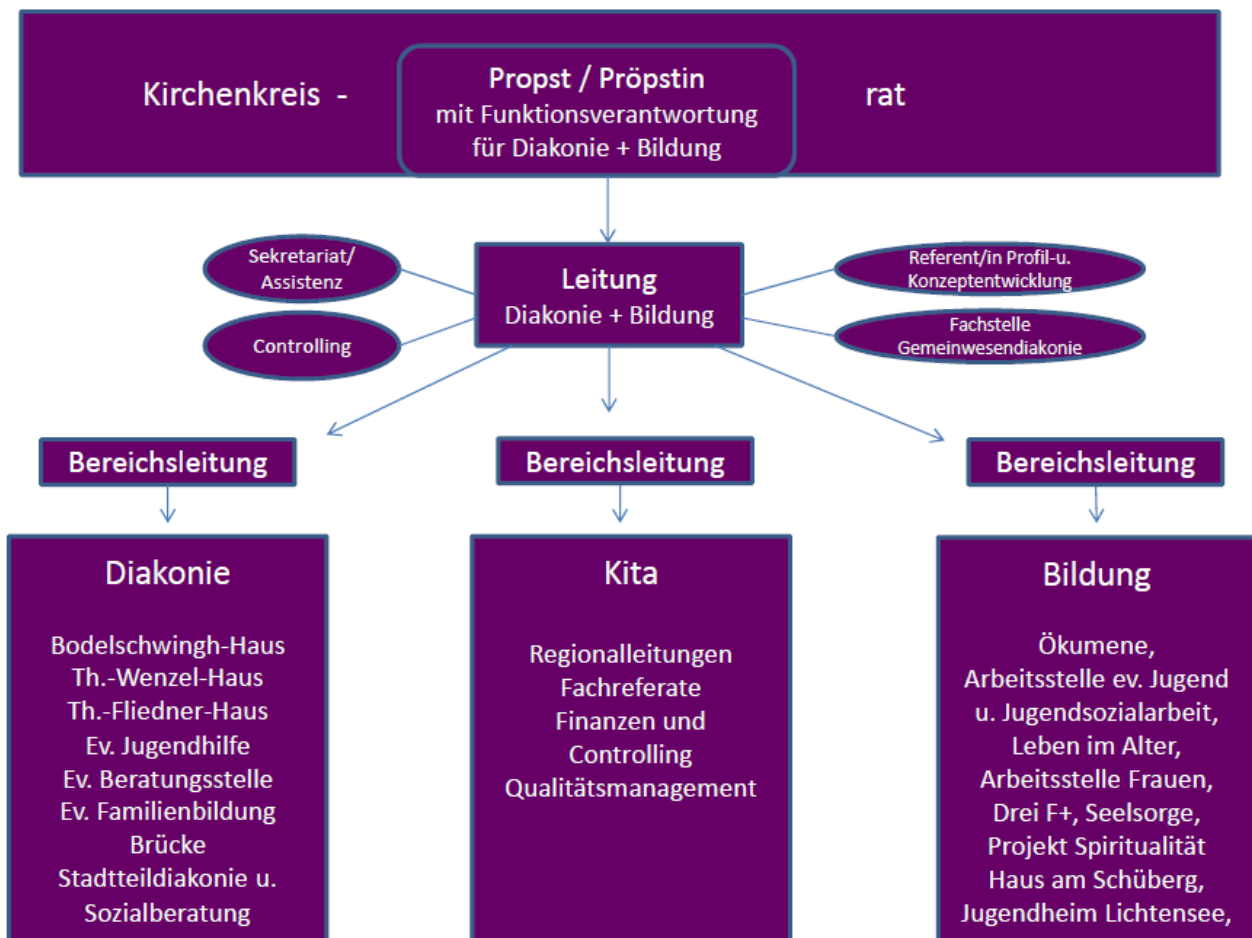 Kirchenkreis -
Propst / Pröpstin
mit Funktionsverantwortung
für Diakonie + Bildung
rat
Sekretariat/
Assistenz
Controlling
Leitung
Diakonie + Bildung
Referent/in Profil-u.
Konzeptentwicklung
Fachstelle
Gemeinwesendiakonie
Bereichsleitung
Bereichsleitung
Bereichsleitung
Diakonie
Bodelschwingh-Haus
Th.-Wenzel-Haus
Th.-Fliedner-Haus
Ev. Jugendhilfe
Ev. Beratungsstelle
Ev. Familienbildung
Brücke
Stadtteildiakonie u.
Sozialberatung
Kita
Regionalleitungen
Fachreferate
Finanzen und
Controlling
Qualitätsmanagement
Bildung
Ökumene,
Arbeitsstelle ev. Jugend
u. Jugendsozialarbeit,
Leben im Alter,
Arbeitsstelle Frauen,
Drei F+, Seelsorge,
Projekt Spiritualität
Haus am Schüberg,
Jugendheim Lichtensee,